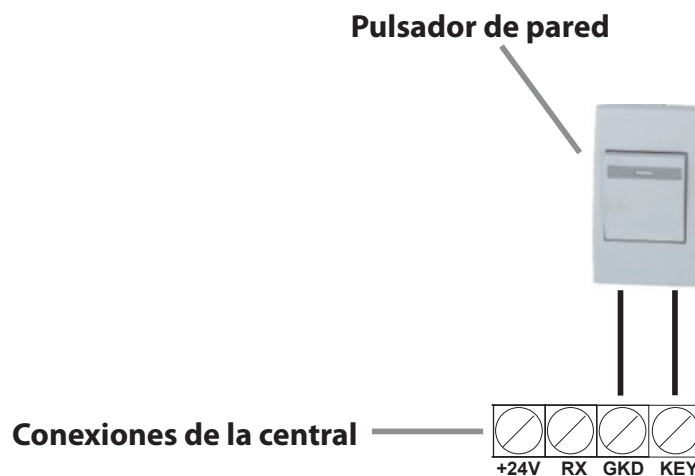 Pulsador de pared
Conexiones de la central
+24V RX GKD KEY